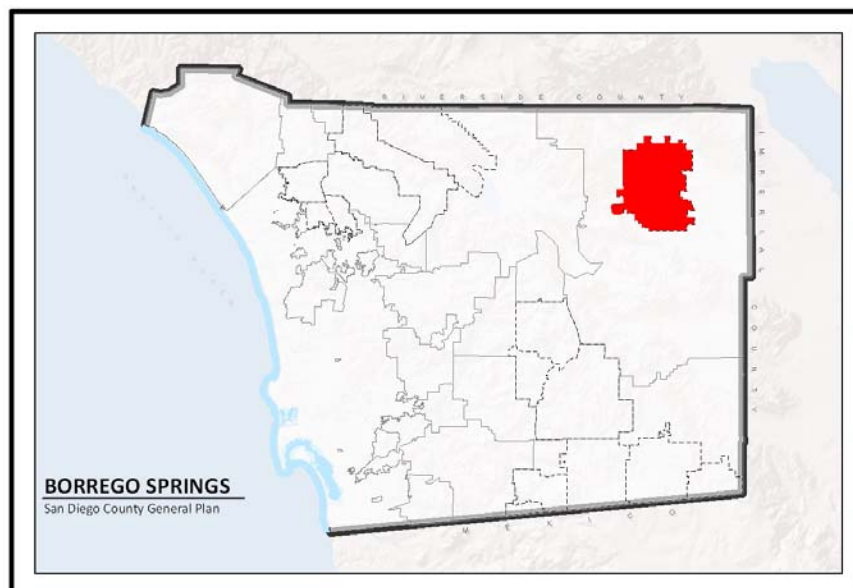 RIVERSIDE COUNTY
IMPERIAL COUNTY
BORREGO SPRINGS
San Diego County General Plan
MEXICO